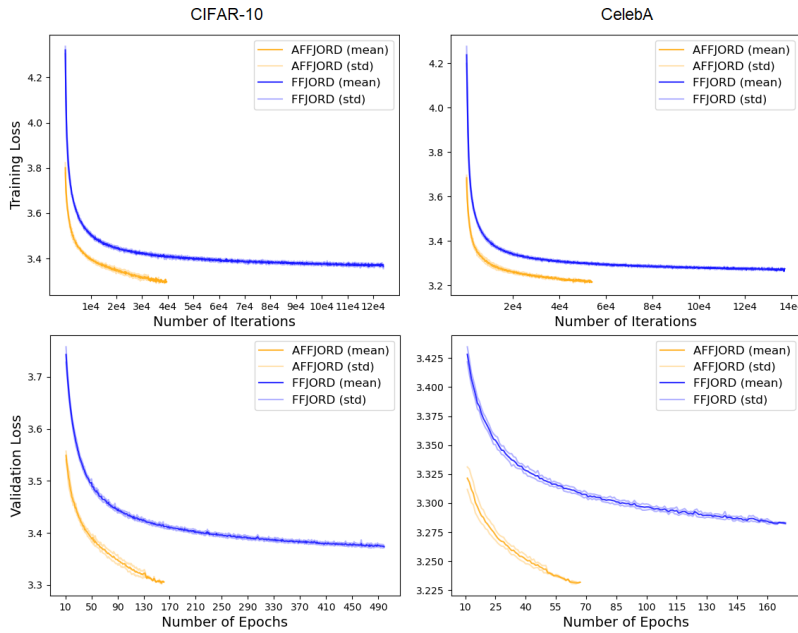 CIFAR-10
CelebA
Training Loss
4.2
4.0
3.8
3.6
3.4
AFFJORD (mean)
AFFJORD (std)
FFJORD (mean)
FFJORD (std)
1e4 2e4 3e4 4e4 5e4 6e4 7e4 8e4 9e4 10e4 11e4 12e4
Number of Iterations
4.2
4.0
3.8
3.6
3.4
3.2
AFFJORD (mean)
AFFJORD (std)
FFJORD (mean)
FFJORD (std)
2e4 4e4 6e4 8e4 10e4 12e4 14e4
Number of Iterations
Validation Loss
3.7
3.6
3.5
3.4
3.3
AFFJORD (mean)
AFFJORD (std)
FFJORD (mean)
FFJORD (std)
10 50 90 130 170 210 250 290 330 370 410 450 490
Number of Epochs
3.425
3.400
3.375
3.350
3.325
3.300
3.275
3.250
3.225
AFFJORD (mean)
AFFJORD (std)
FFJORD (mean)
FFJORD (std)
10 25 40 55 70 85 100 115 130 145 160
Number of Epochs